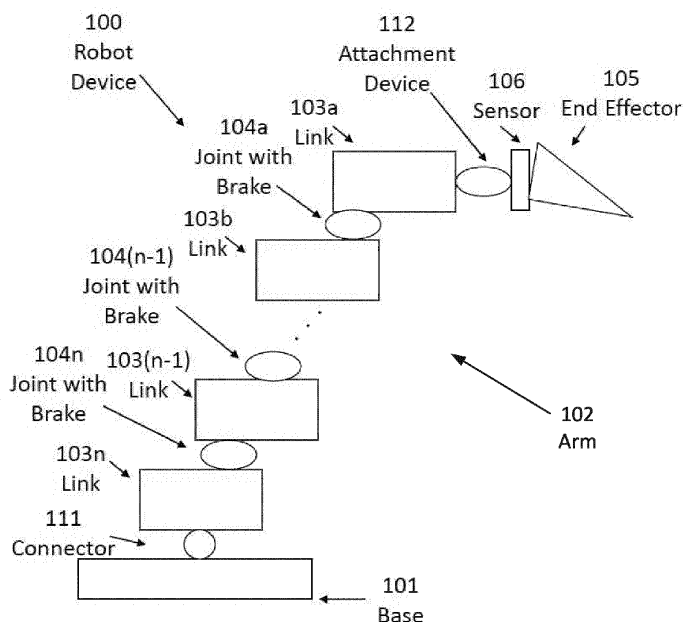 100
Robot
Device
112
Attachment
Device
106
Sensor
105
End Effector
103a
Link
104a
Joint with
Brake
103b
Link
104(n-1)
Joint with
Brake
104n
Joint with
Brake
103(n-1)
Link
102
Arm
103n
Link
111
Connector
101
Base